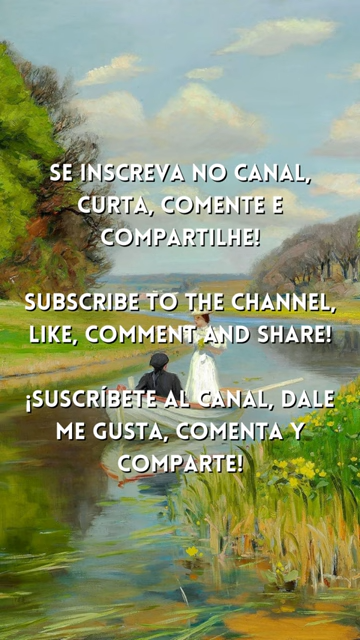 SE INSCREVA NO CANAL,
CURTA, COMENTE E
COMPARTILHE!
SUBSCRIBE TO THE CHANNEL,
LIKE, COMMENT AND SHARE!
¡SUSCRÍBETE AL CANAL, DALE
ME GUSTA, COMENTA Y
COMPARTE!